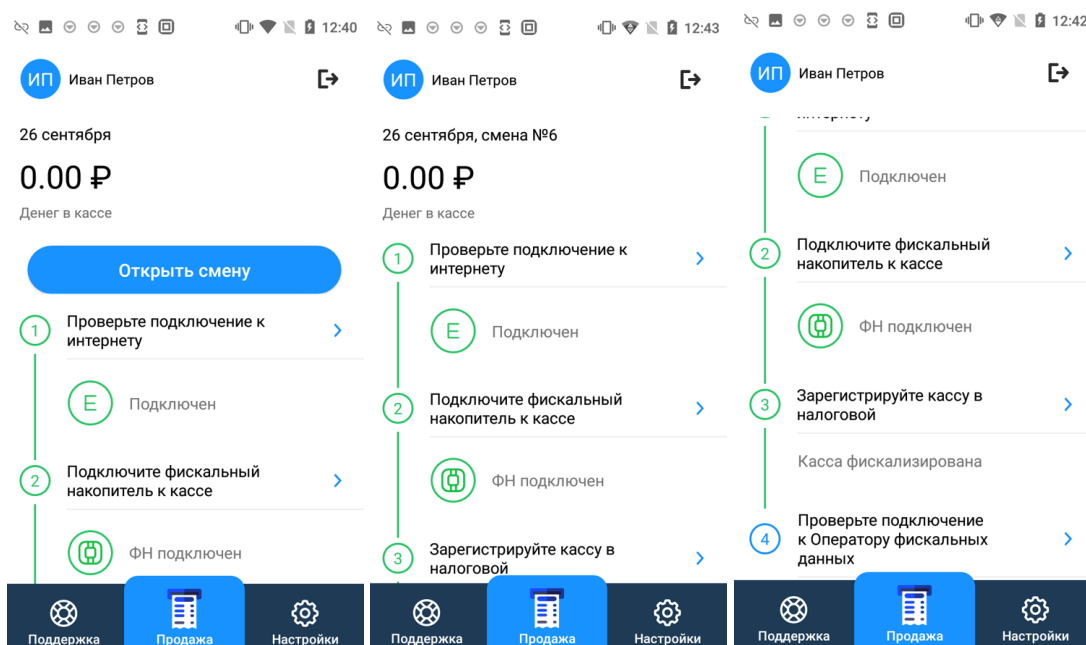 12:40
ИП Иван Петров
26 сентября
0.00 ₽
Денег в кассе
Открыть смену
1 Проверьте подключение к
интернету
E Подключен
2 Подключите фискальный
накопитель к кассе
ФН подключен
Поддержка Продажа Настройки
12:43
ИП Иван Петров
26 сентября, смена №6
0.00 ₽
Денег в кассе
1 Проверьте подключение к
интернету
E Подключен
2 Подключите фискальный
накопитель к кассе
ФН подключен
3 Зарегистрируйте кассу в
налоговой
Поддержка Продажа Настройки
12:42
ИП Иван Петров
интернету
E Подключен
2 Подключите фискальный
накопитель к кассе
ФН подключен
3 Зарегистрируйте кассу в
налоговой
Касса фискализирована
4 Проверьте подключение
к Оператору фискальных
данных
Поддержка Продажа Настройки